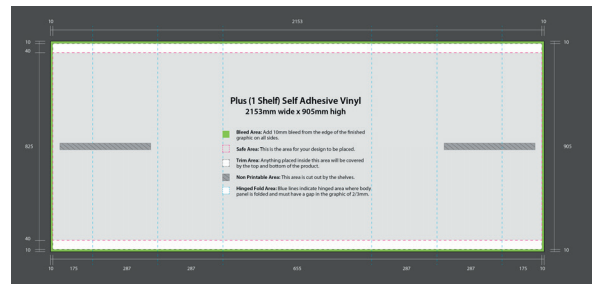 10 2153 10
10 10
40
Plus (1 Shelf) Self Adhesive Vinyl
2153mm wide x 905mm high
Bleed Area: Add 10mm bleed from the edge of the finished
graphic on all sides.
Safe Area: This is the area for your design to be placed.
825 905
Trim Area: Anything placed inside this area will be covered
by the top and bottom of the product.
Non Printable Area: This area is cut out by the shelves.
Hinged Fold Area: Blue lines indicate hinged area where body
panel is folded and must have a gap in the graphic of 2/3mm.
40
10 10
10 175 287 287 655 287 287 175 10